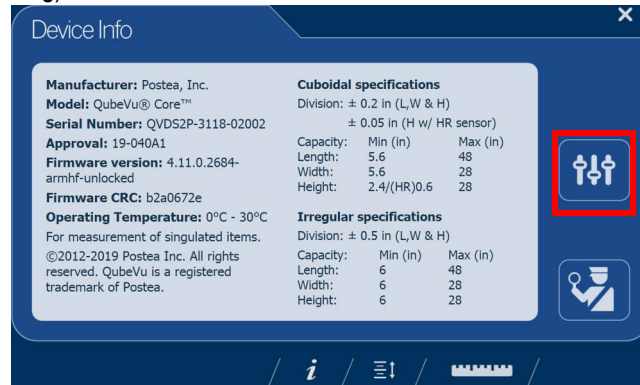 Device Info
Manufacturer: Postea, Inc.
Model: QubeVu® Core™
Serial Number: QVDS2P-3118-02002
Approval: 19-040A1
Firmware version: 4.11.0.2684-
armhf-unlocked
Firmware CRC: b2a0672e
Operating Temperature: 0°C - 30°C
For measurement of singulated items.
©2012-2019 Postea Inc. All rights
reserved. QubeVu is a registered
trademark of Postea.
Cuboidal specifications
Division: ± 0.2 in (L,W & H)
± 0.05 in (H w/ HR sensor)
Capacity: Min (in) Max (in)
Length: 5.6 48
Width: 5.6 28
Height: 2.4/(HR)0.6 28
Irregular specifications
Division: ± 0.5 in (L,W & H)
Capacity: Min (in) Max (in)
Length: 6 48
Width: 6 28
Height: 6 28